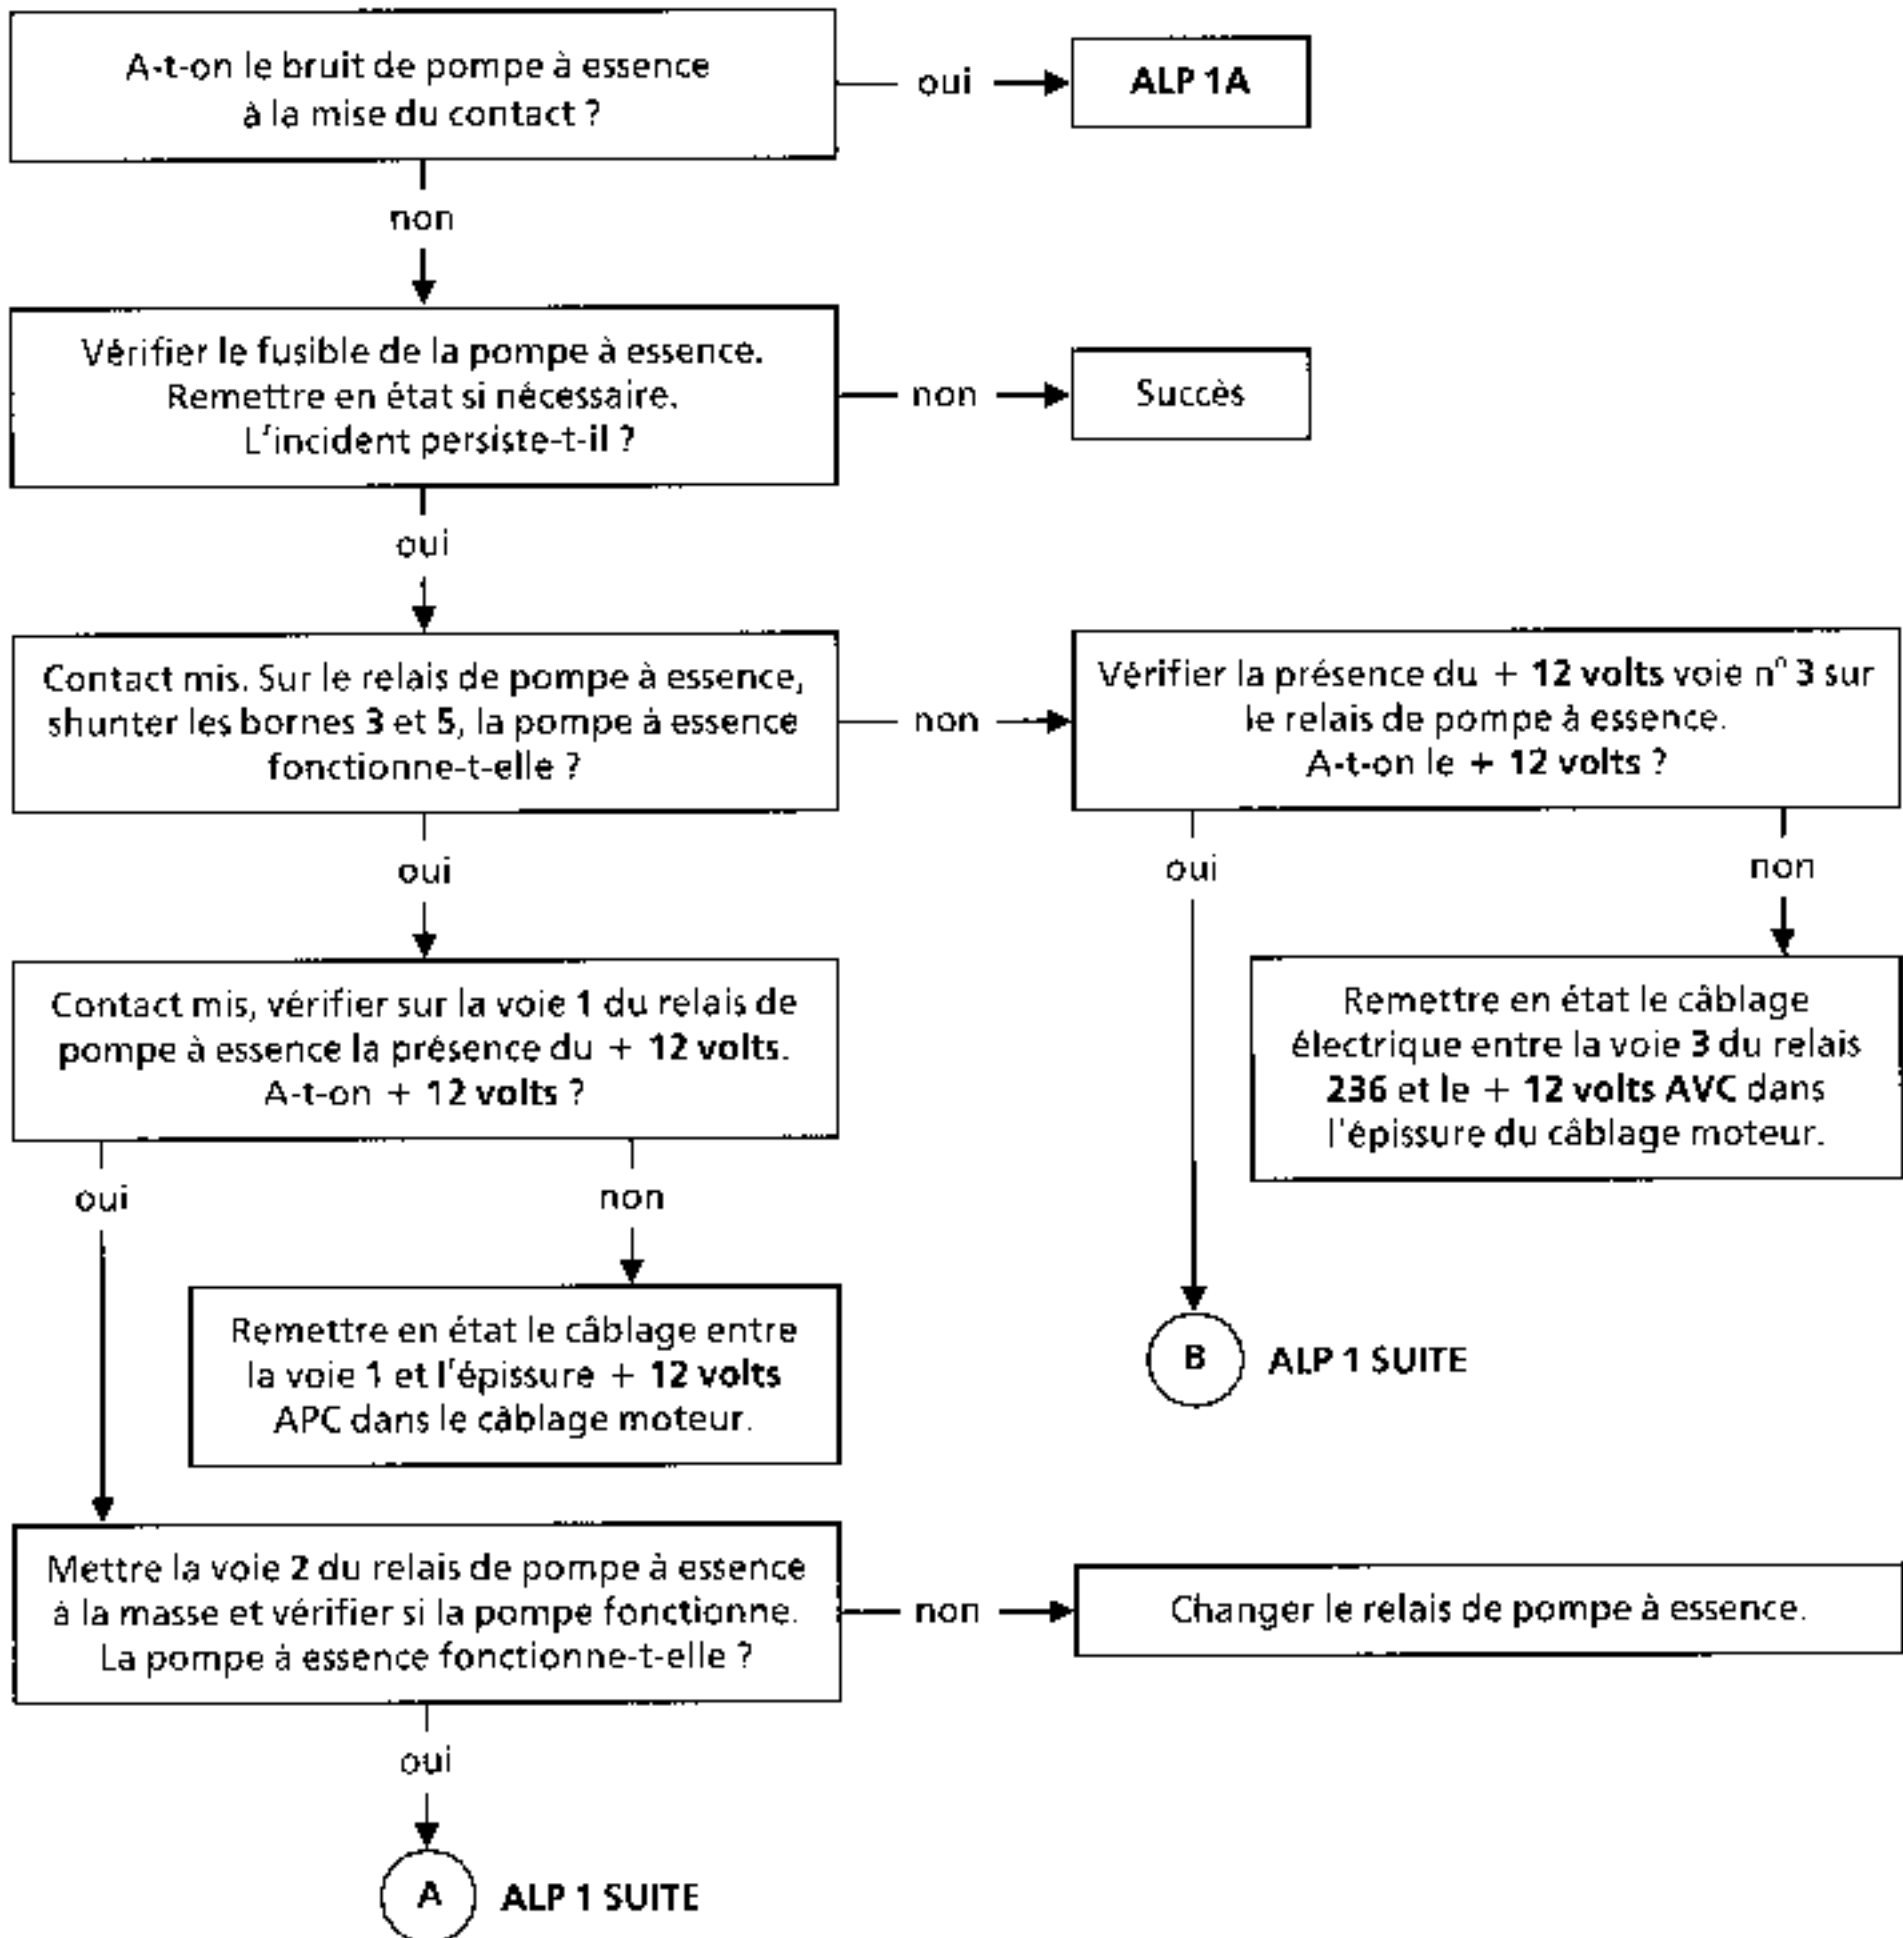 A-t-on le bruit de pompe à essence
à la mise du contact ?
oui
ALP 1A
non
Vérifier le fusible de la pompe à essence.
Remettre en état si nécessaire.
L'incident persiste-t-il ?
non
Succès
oui
Contact mis. Sur le relais de pompe à essence,
shunter les bornes 3 et 5, la pompe à essence
fonctionne-t-elle ?
non
Vérifier la présence du + 12 volts voie n° 3 sur
le relais de pompe à essence.
A-t-on le + 12 volts ?
oui
oui
non
Contact mis, vérifier sur la voie 1 du relais de
pompe à essence la présence du + 12 volts.
A-t-on + 12 volts ?
Remettre en état le câblage
électrique entre la voie 3 du relais
236 et le + 12 volts AVC dans
l'épissure du câblage moteur.
oui
non
Remettre en état le câblage entre
la voie 1 et l'épissure + 12 volts
APC dans le câblage moteur.
B
ALP 1 SUITE
Mettre la voie 2 du relais de pompe à essence
à la masse et vérifier si la pompe fonctionne.
La pompe à essence fonctionne-t-elle ?
non
Changer le relais de pompe à essence.
oui
A
ALP 1 SUITE